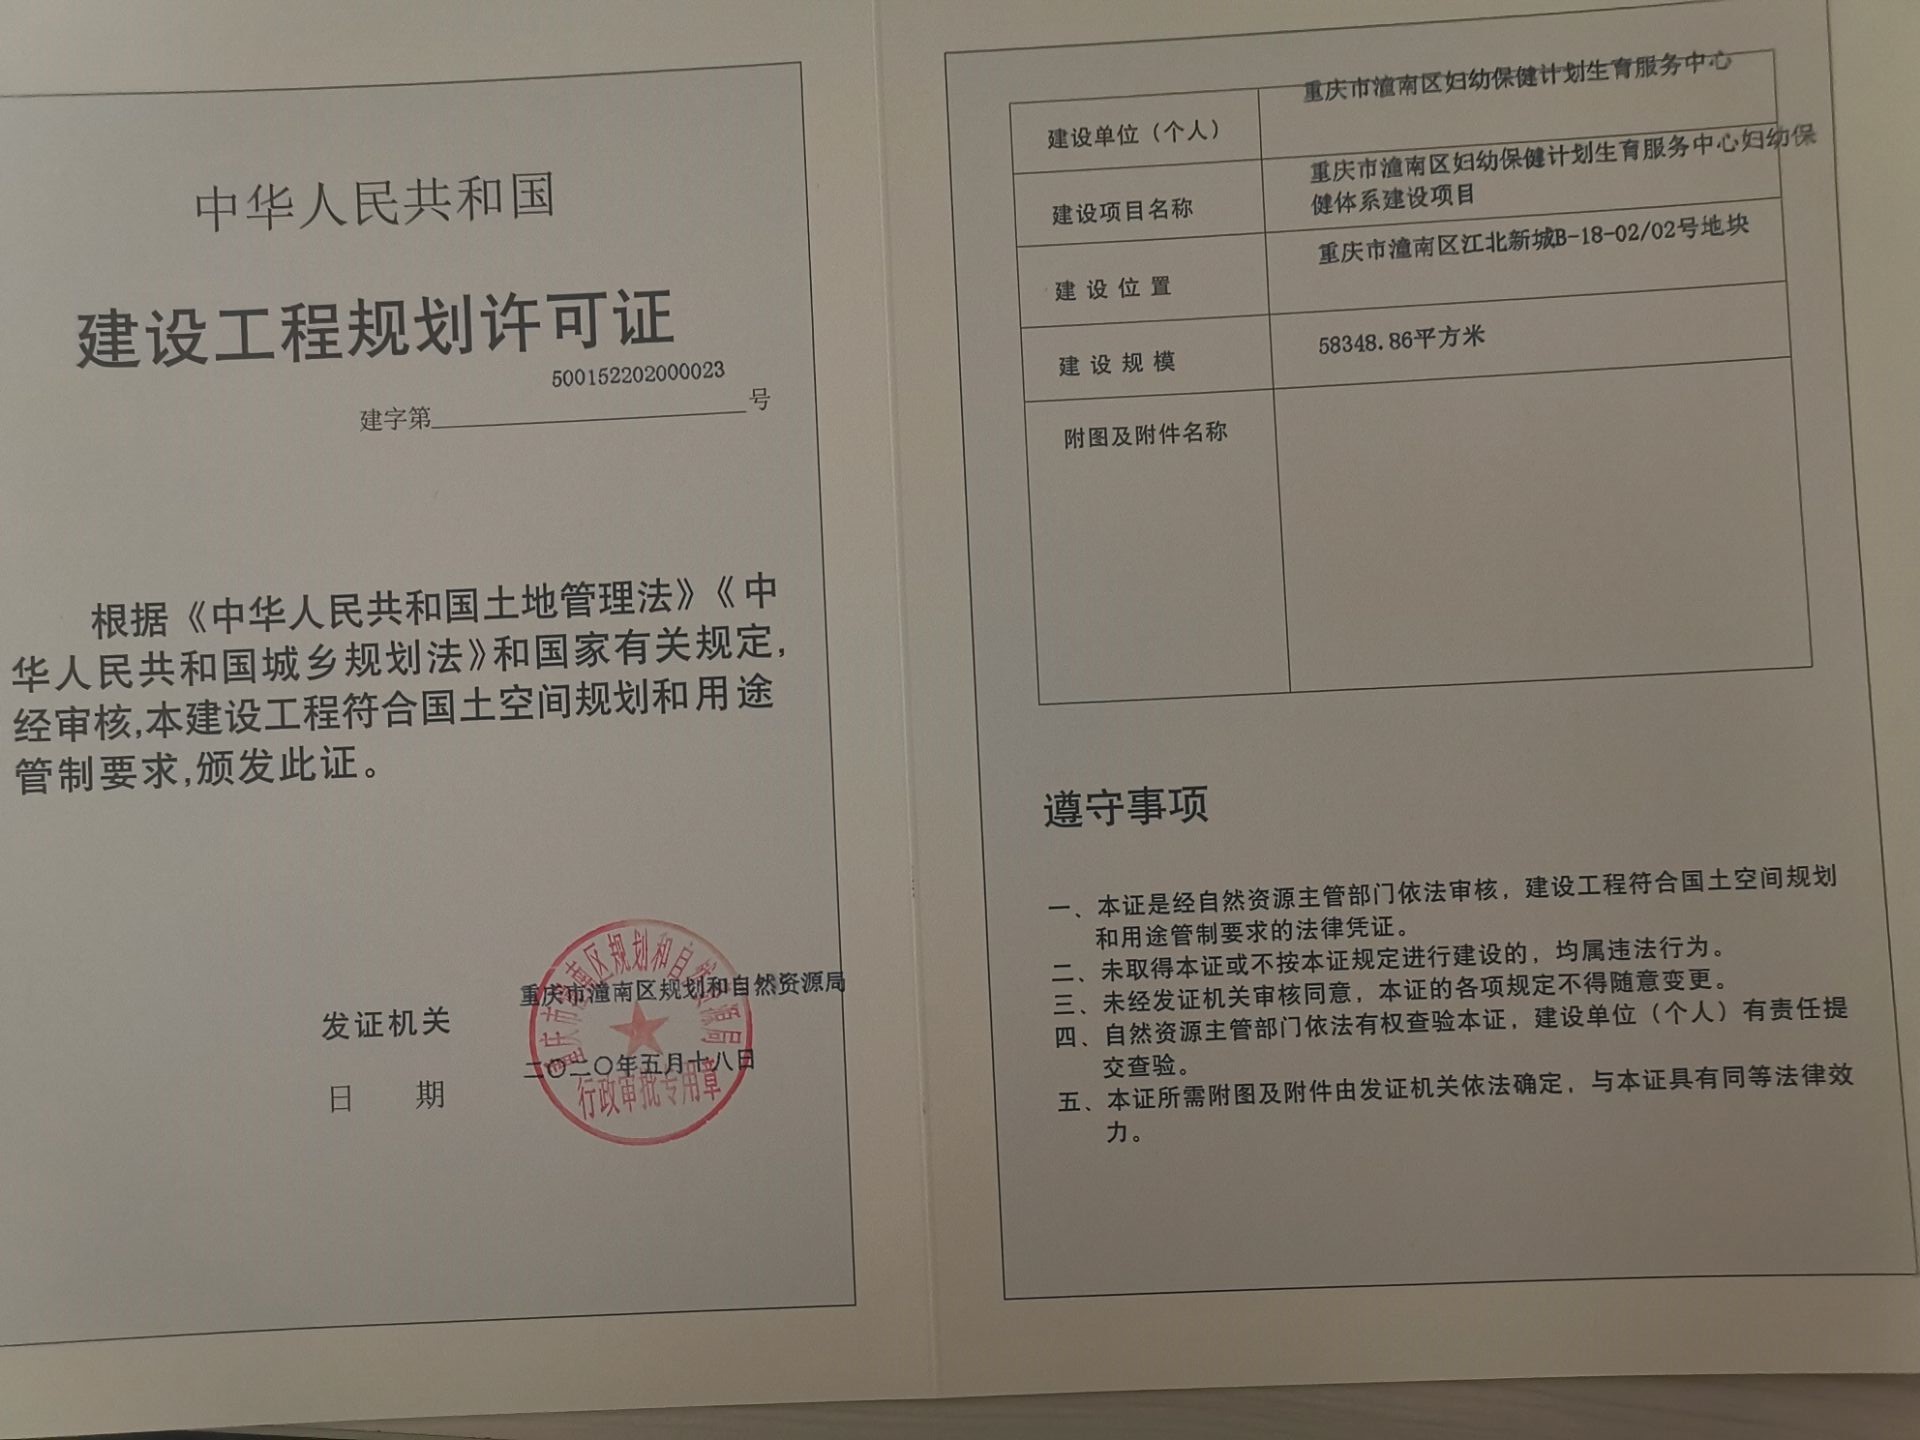 中华人民共和国
建设工程规划许可证
500152202000023
建字第 号
根据《中华人民共和国土地管理法》《中
华人民共和国城乡规划法》和国家有关规定,
经审核,本建设工程符合国土空间规划和用途
管制要求,颁发此证。
发证机关
重庆市潼南区规划和自然资源局
日 期
二〇二〇年五月十八日
重庆市潼南区规划和自然资源局
行政审批专用章
建设单位（个人）
重庆市潼南区妇幼保健计划生育服务中心
建设项目名称
重庆市潼南区妇幼保健计划生育服务中心妇幼保
健体系建设项目
建设位置
重庆市潼南区江北新城B-18-02/02号地块
建设规模
58348.86平方米
附图及附件名称
遵守事项
一、本证是经自然资源主管部门依法审核，建设工程符合国土空间规划
和用途管制要求的法律凭证。
二、未取得本证或不按本证规定进行建设的，均属违法行为。
三、未经发证机关审核同意，本证的各项规定不得随意变更。
四、自然资源主管部门依法有权查验本证，建设单位（个人）有责任提
交查验。
五、本证所需附图及附件由发证机关依法确定，与本证具有同等法律效
力。